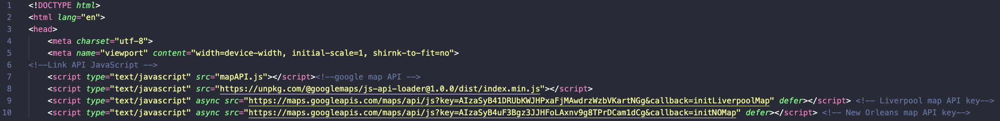 1 <!DOCTYPE html>
2 <html lang="en">
3 <head>
4 <meta charset="utf-8">
5 <meta name="viewport" content="width=device-width, initial-scale=1, shirnk-to-fit=no">
6 <!--Link API JavaScript -->
7 <script type="text/javascript" src="mapAPI.js"></script><!--google map API -->
8 <script type="text/javascript" src="https://unpkg.com/@googlemaps/js-api-loader@1.0.0/dist/index.min.js"></script>
9 <script type="text/javascript" async src="https://maps.googleapis.com/maps/api/js?key=AIzaSyB41DRUbKWJHPxaFjMAwdrzWzbVKartNGg&callback=initLiverpoolMap" defer></script> <!-- Liverpool map API key-->
10 <script type="text/javascript" async src="https://maps.googleapis.com/maps/api/js?key=AIzaSyB4uF3Bgz3JJHFoLAxnv9g8TPrDCam1dCg&callback=initNOMap" defer></script> <!-- New Orleans map API key-->